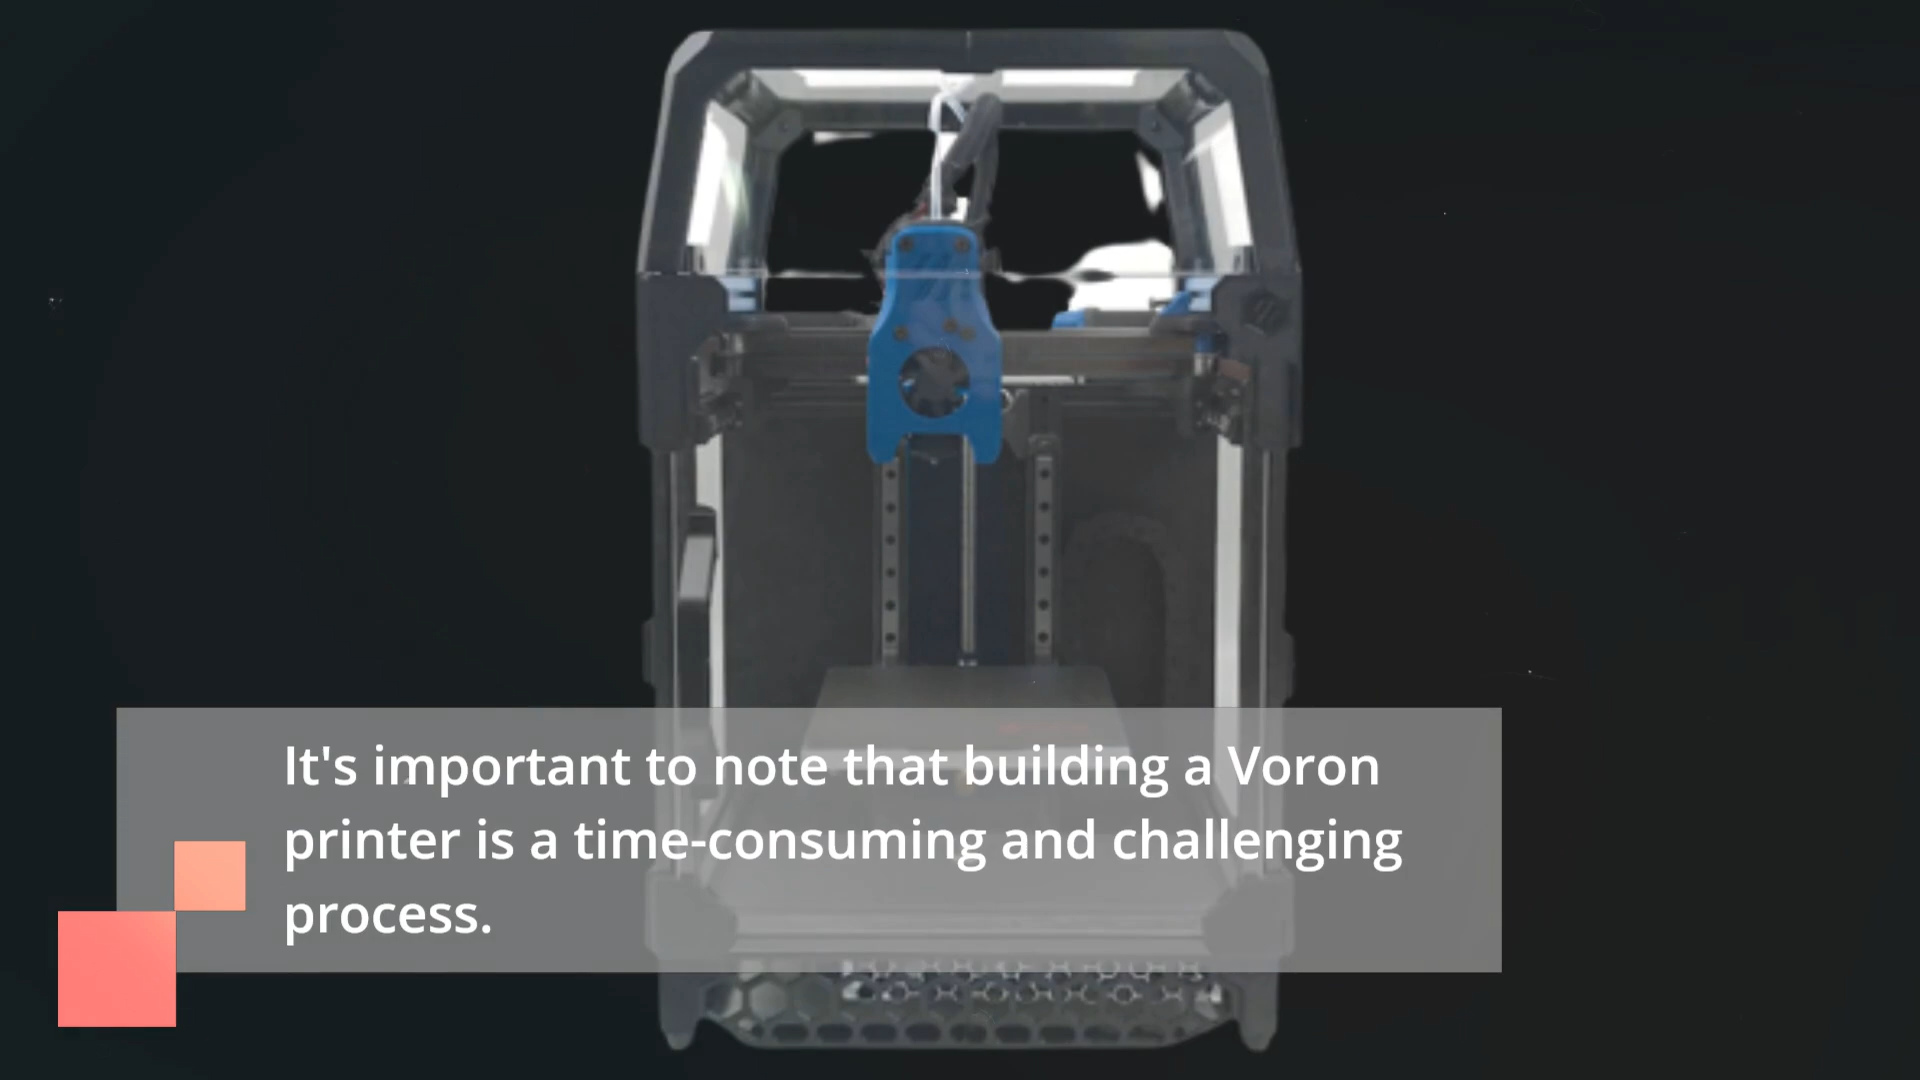 It's important to note that building a Voron
printer is a time-consuming and challenging
process.